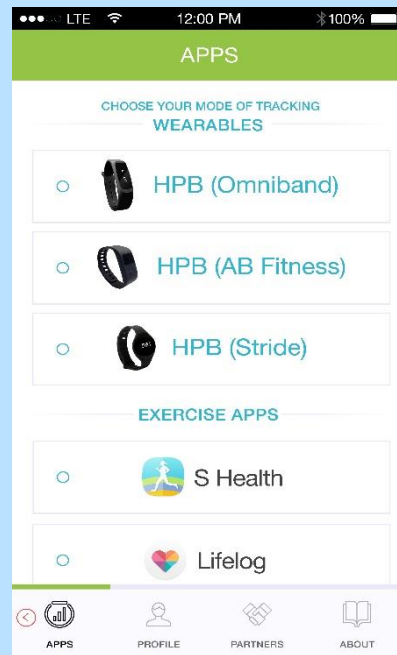 LTE 12:00 PM 100%
APPS
CHOOSE YOUR MODE OF TRACKING
WEARABLES
HPB (Omniband)
HPB (AB Fitness)
HPB (Stride)
EXERCISE APPS
S Health
Lifelog
APPS PROFILE PARTNERS ABOUT